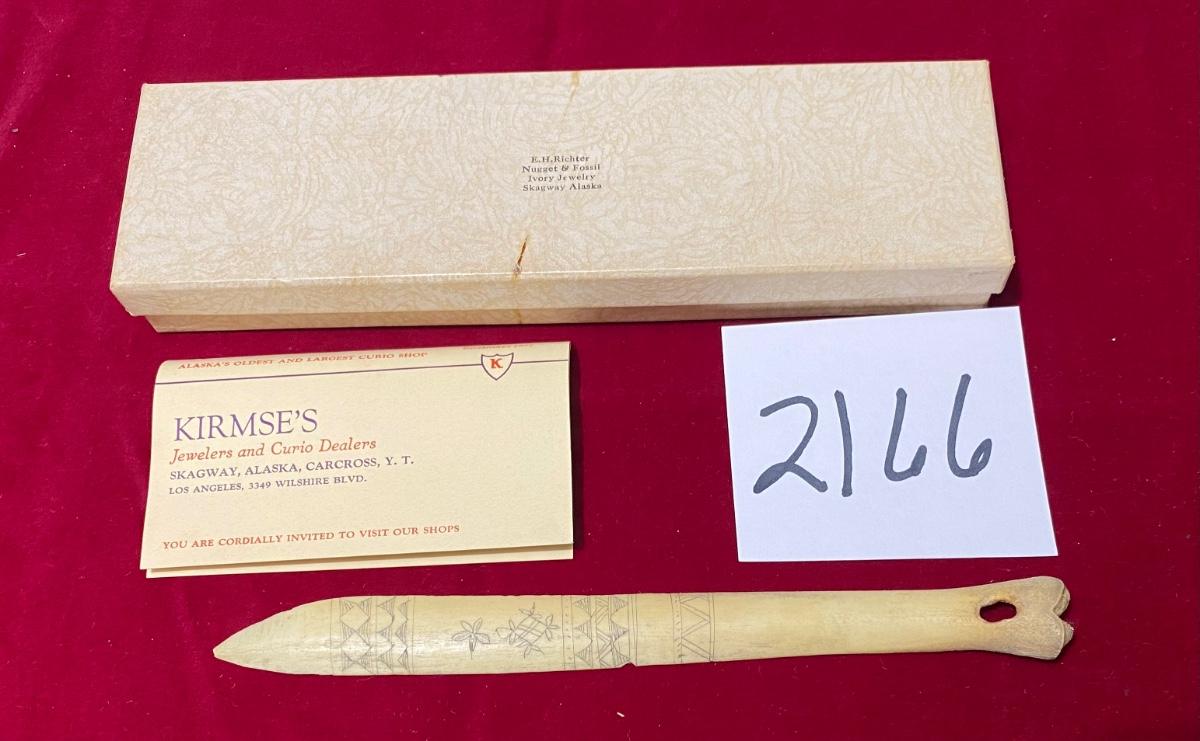 E.H.Richter
Nugget & Fossil
Ivory Jewelry
Skagway Alaska
ALASKA'S OLDEST AND LARGEST CURIO SHOP
K
KIRMSE'S
Jewelers and Curio Dealers
SKAGWAY, ALASKA, CARCROSS, Y. T.
LOS ANGELES, 3349 WILSHIRE BLVD.
YOU ARE CORDIALLY INVITED TO VISIT OUR SHOPS
2166